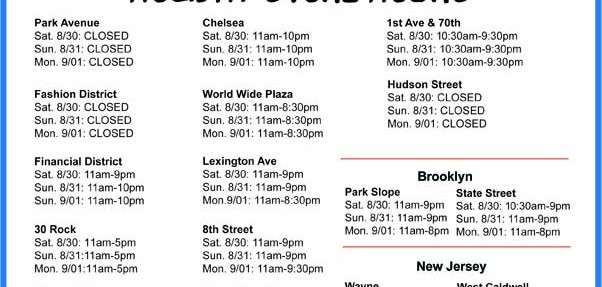 HOLIDAY STORE HOURS
Park Avenue
Sat. 8/30: CLOSED
Sun. 8/31: CLOSED
Mon. 9/01: CLOSED
Fashion District
Sat. 8/30: CLOSED
Sun. 8/31: CLOSED
Mon. 9/01: CLOSED
Financial District
Sat. 8/30: 11am-9pm
Sun. 8/31: 11am-10pm
Mon. 9/01: 11am-10pm
30 Rock
Sat. 8/30: 11am-5pm
Sun. 8/31:11am-5pm
Mon. 9/01:11am-5pm
Chelsea
Sat. 8/30: 11am-10pm
Sun. 8/31: 11am-10pm
Mon. 9/01: 11am-10pm
World Wide Plaza
Sat. 8/30: 11am-8:30pm
Sun. 8/31: 11am-8:30pm
Mon. 9/01: 11am-8:30pm
Lexington Ave
Sat. 8/30: 11am-9pm
Sun. 8/31: 11am-9pm
Mon.9/01: 11am-8:30pm
8th Street
Sat. 8/30: 11am-9pm
Sun. 8/31: 11am-9pm
Mon. 9/01: 11am-9:30pm
1st Ave & 70th
Sat. 8/30: 10:30am-9:30pm
Sun. 8/31: 10:30am-9:30pm
Mon. 9/01: 10:30am-9:30pm
Hudson Street
Sat. 8/30: CLOSED
Sun. 8/31: CLOSED
Mon. 9/01: CLOSED
Brooklyn
Park Slope
Sat. 8/30: 11am-9pm
Sun. 8/31: 11am-9pm
Mon. 9/01: 11am-8pm
State Street
Sat. 8/30: 10:30am-9pm
Sun. 8/31: 11am-9pm
Mon. 9/01: 11am-8pm
New Jersey
Wayne
West Caldwell